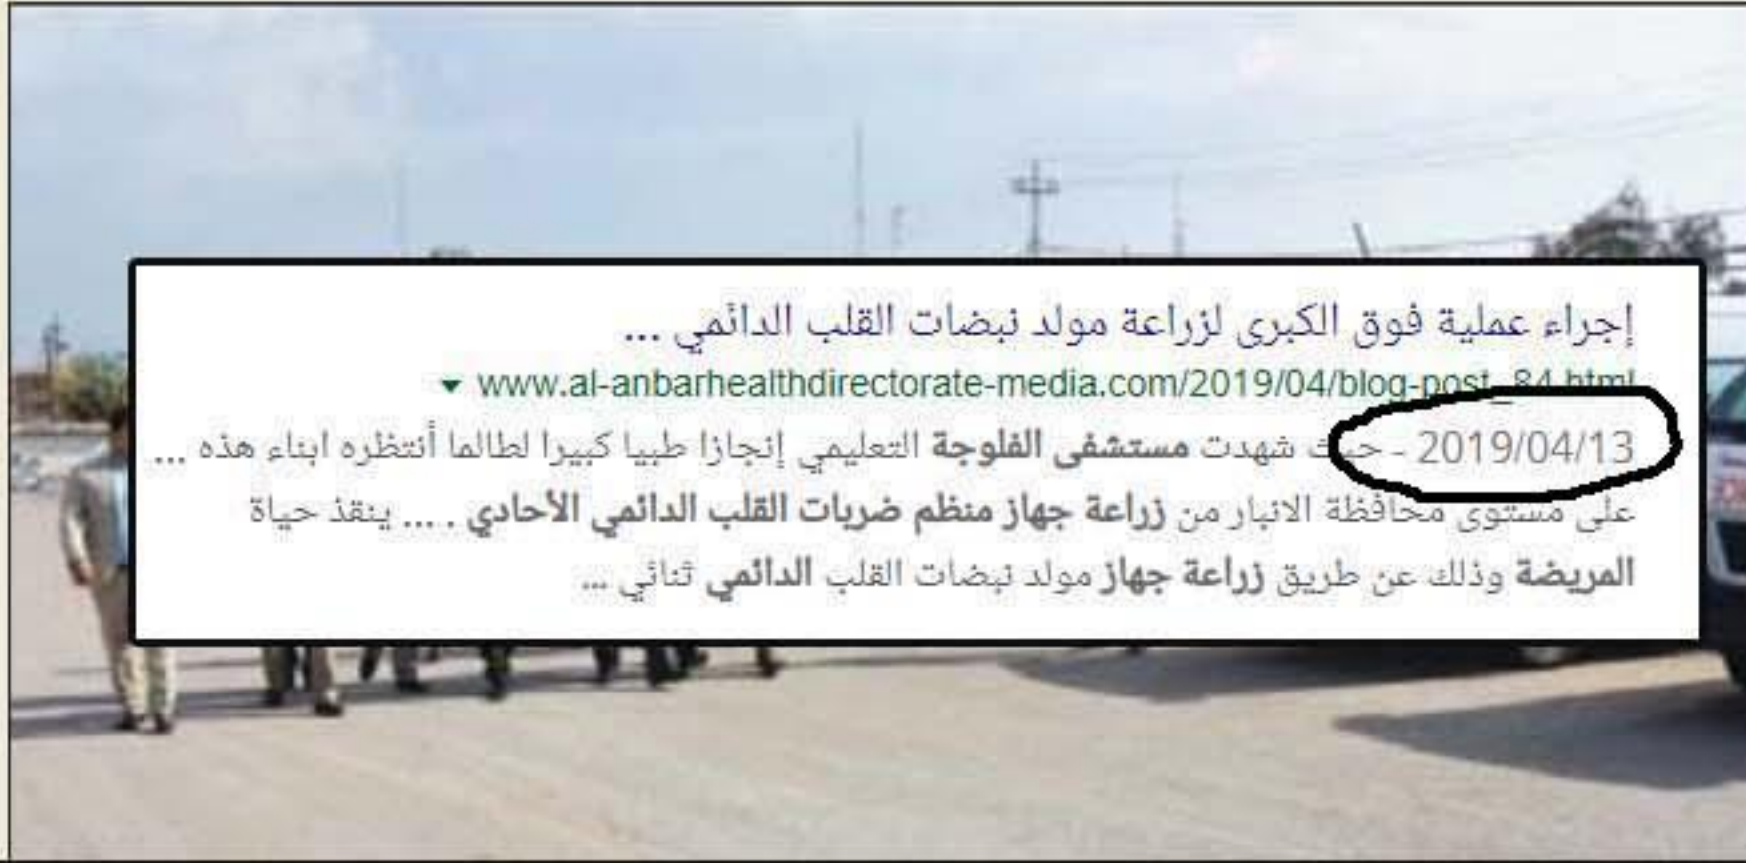 إجراء عملية فوق الكبرى لزراعة مولد نبضات القلب الدائمي ...
www.al-anbarhealthdirectorate-media.com/2019/04/blog-post_84.html
2019/04/13 - حيث شهدت مستشفى الفلوجة التعليمي إنجازا طبيا كبيرا لطالما أنتظره ابناء هذه ...
على مستوى محافظة الانبار من زراعة جهاز منظم ضربات القلب الدائمي الأحادي . ... ينقذ حياة
المريضة وذلك عن طريق زراعة جهاز مولد نبضات القلب الدائمي ثنائي ...